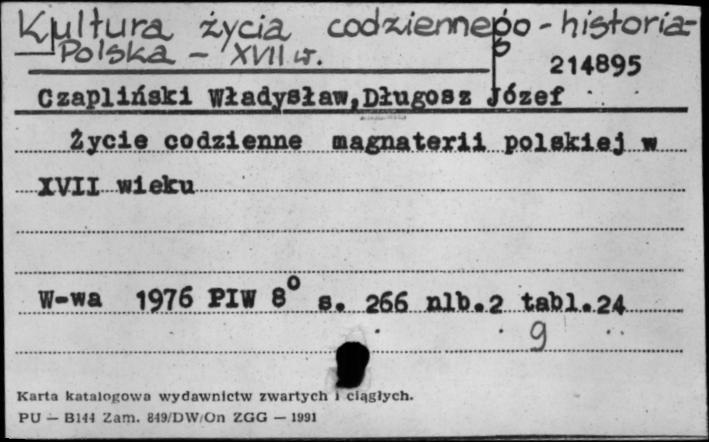 Kultura życia codziennego - historia-
Polska - XVII w.
214895
Czapliński Władysław,Długosz Józef
Życie codzienne magnaterii polskiej w
XVII wieku
W-wa 1976 PIW 8° s. 266 nlb.2 tabl.24
g
Karta katalogowa wydawnictw zwartych i ciągłych.
PU — B144 Zam. 849/DW/On ZGG — 1991